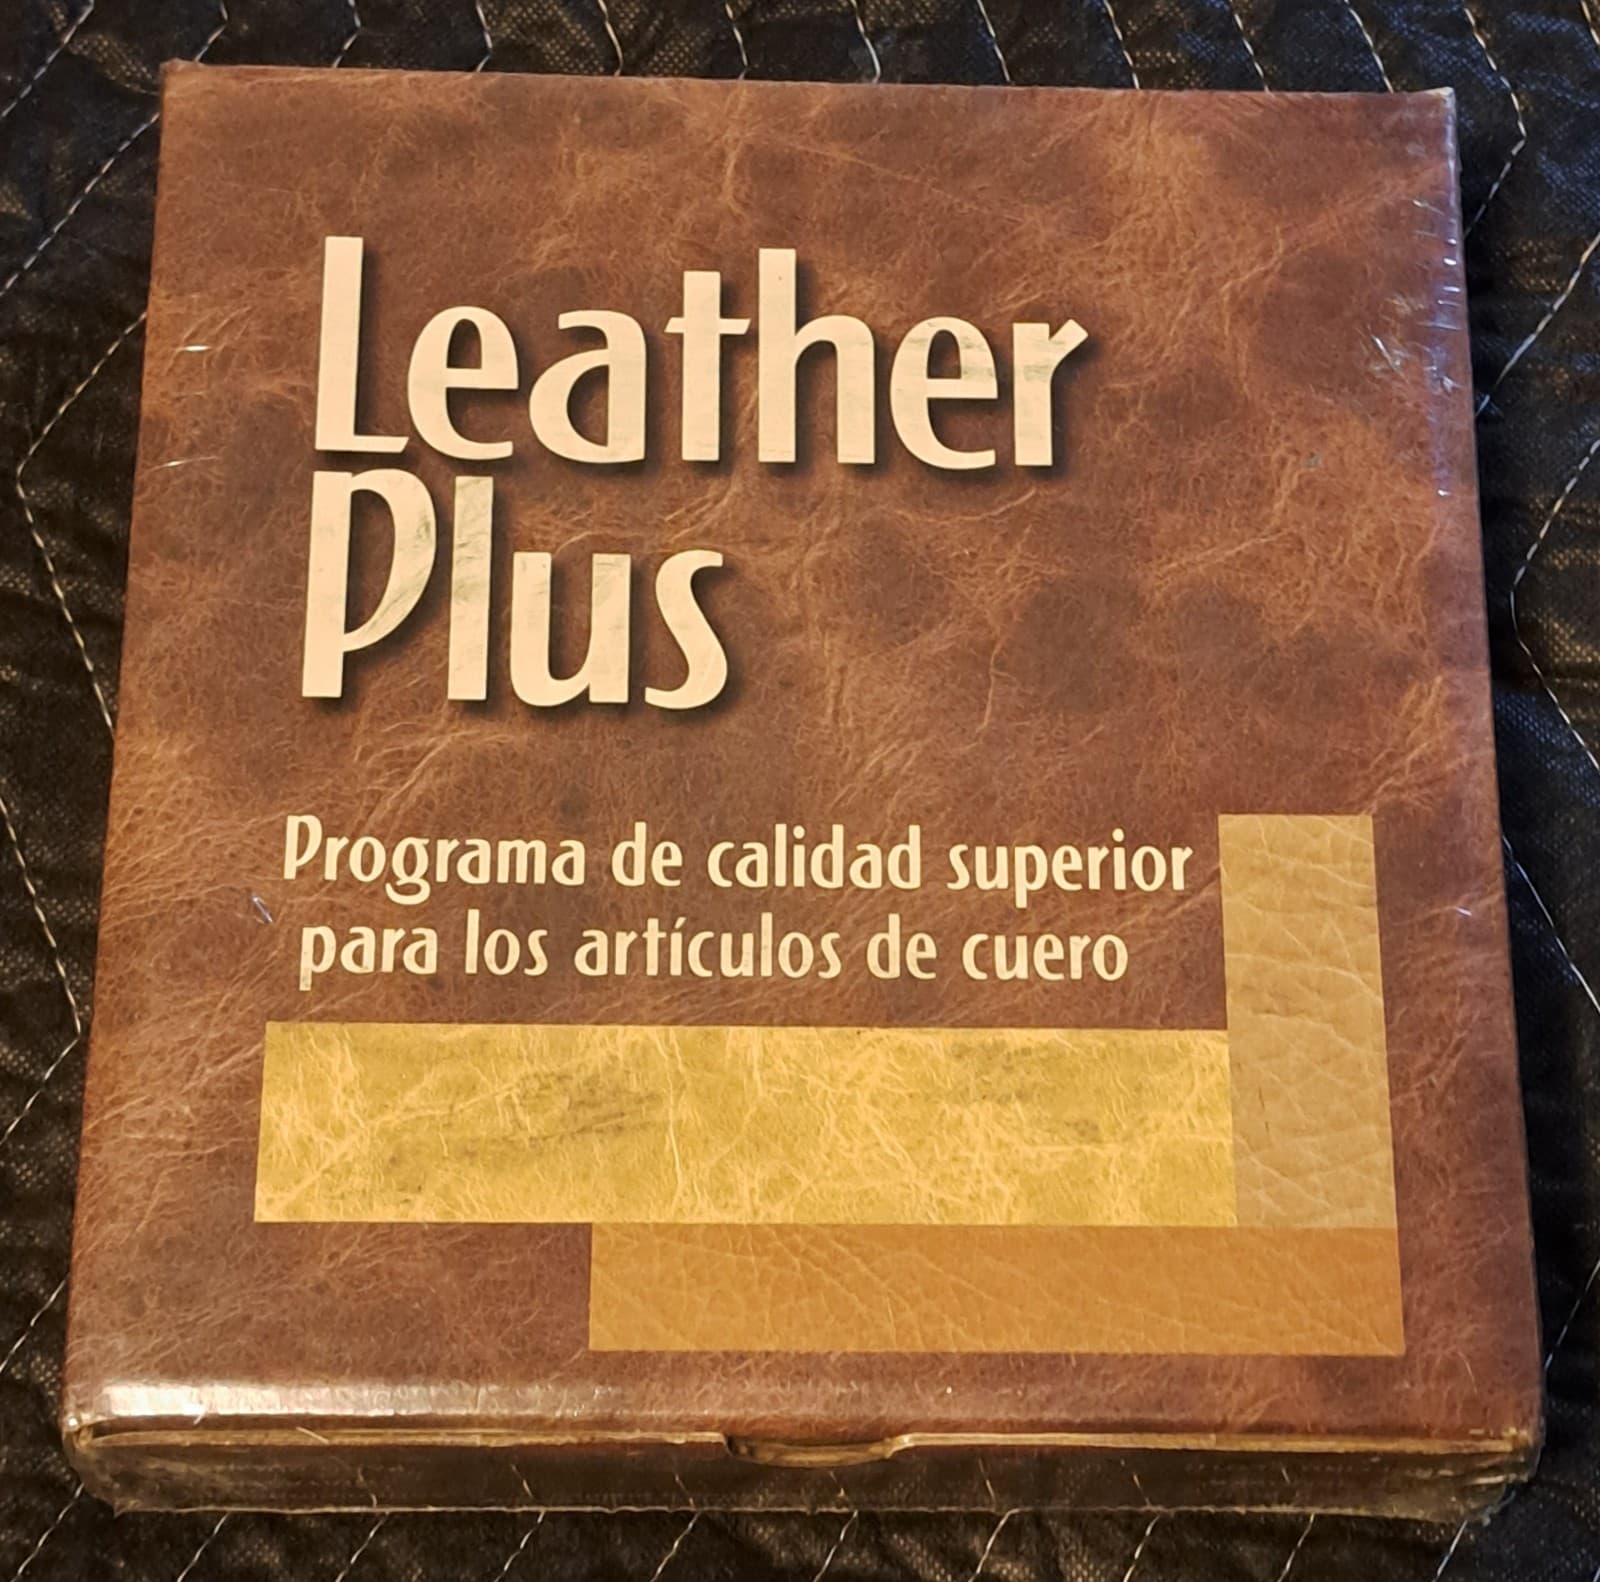 Leather
Plus
Programa de calidad superior
para los artículos de cuero